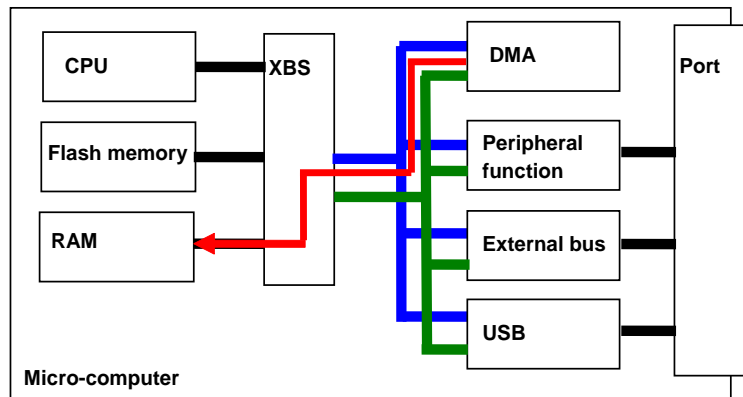 CPU
XBS
DMA
Port
Flash memory
Peripheral
function
RAM
External bus
USB
Micro-computer